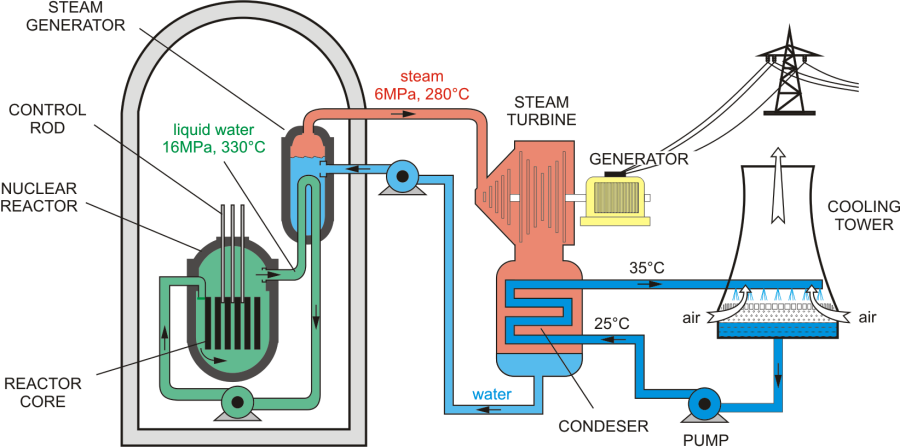 STEAM
GENERATOR
CONTROL
ROD
NUCLEAR
REACTOR
REACTOR
CORE
liquid water
16MPa, 330°C
steam
6MPa, 280°C
STEAM
TURBINE
GENERATOR
COOLING
TOWER
35°C
25°C
air
air
water
CONDESER
PUMP